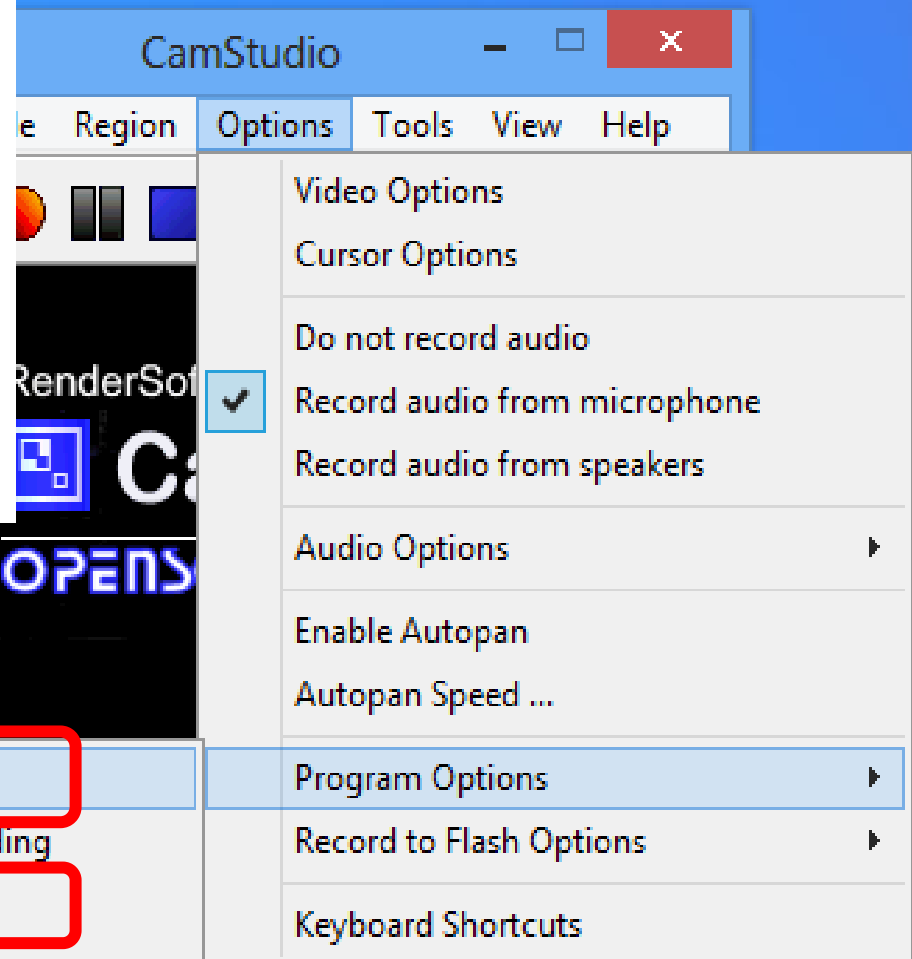 CamStudio
Region Options Tools View Help
Video Options
Cursor Options
Do not record audio
Record audio from microphone
Record audio from speakers
Audio Options
Enable Autopan
Autopan Speed ...
Program Options
Record to Flash Options
Keyboard Shortcuts